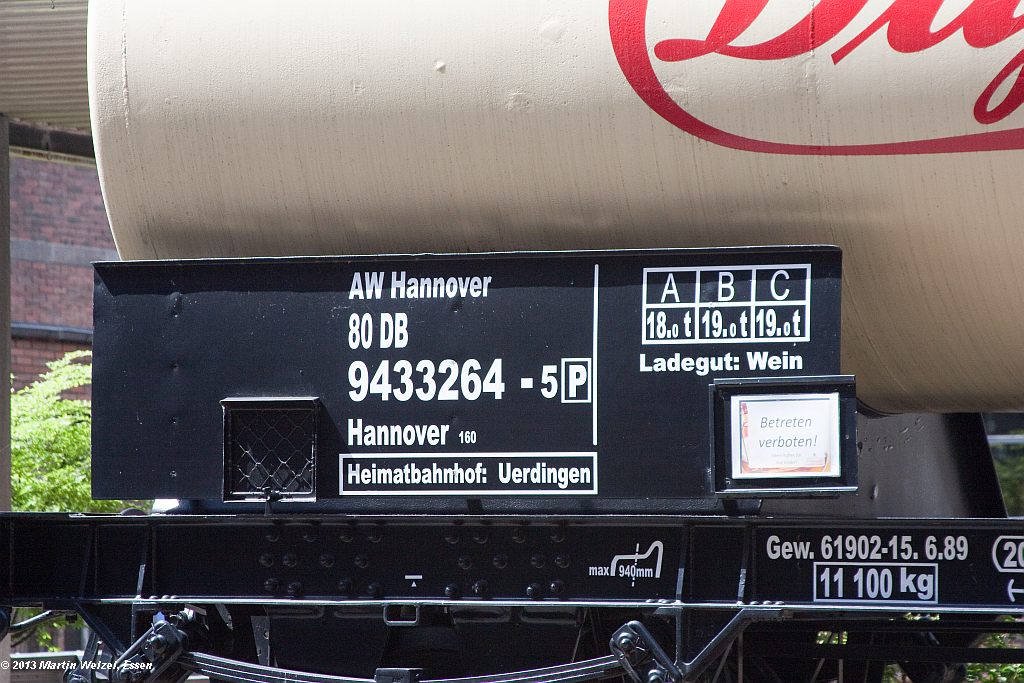 AW Hannover
80 DB
9433264 - 5 P
Hannover 160
Heimatbahnhof: Uerdingen
A B C
18.0 t 19.0 t 19.0 t
Ladegut: Wein
Betreten
verboten!
max 940mm
Gew. 61902-15. 6.89
11 100 kg
20
© 2013 Martin Welzel, Essen